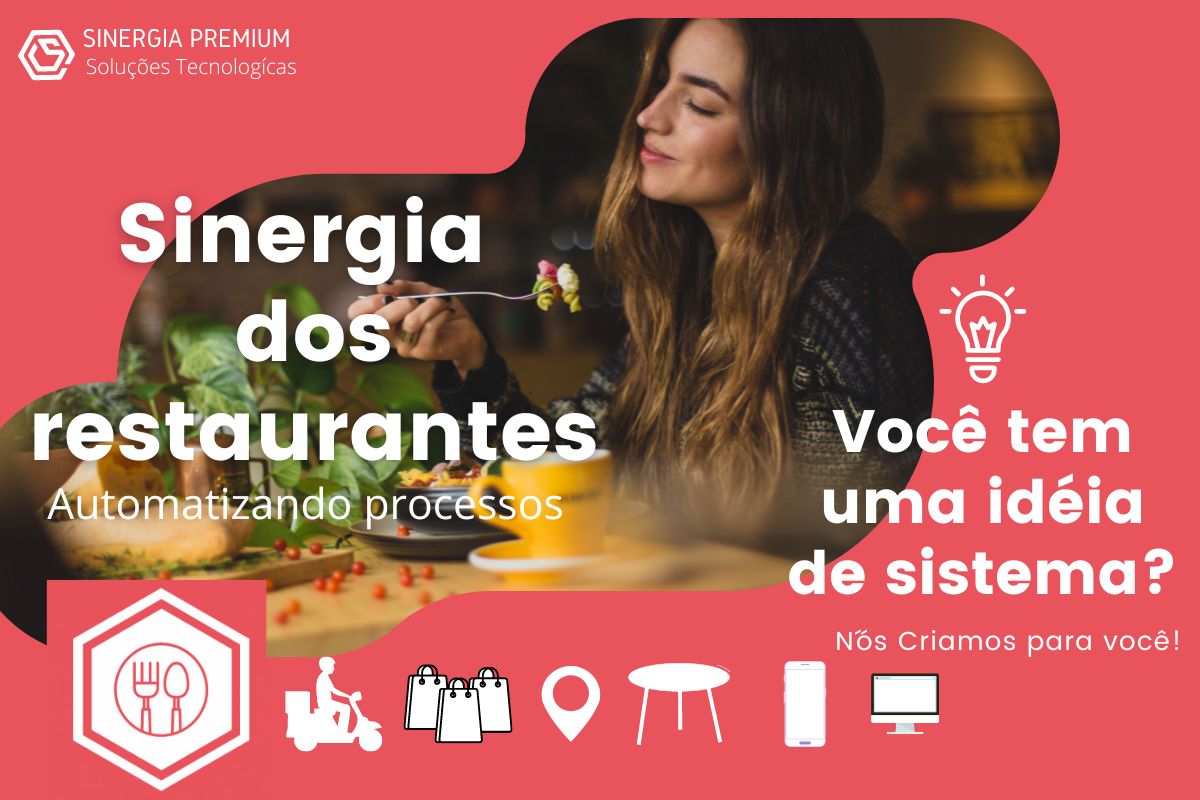 SINERGIA PREMIUM
Soluções Tecnologícas
Sinergia
dos
restaurantes
Automatizando processos
Você tem
uma idéia
de sistema?
Nós Criamos para você!